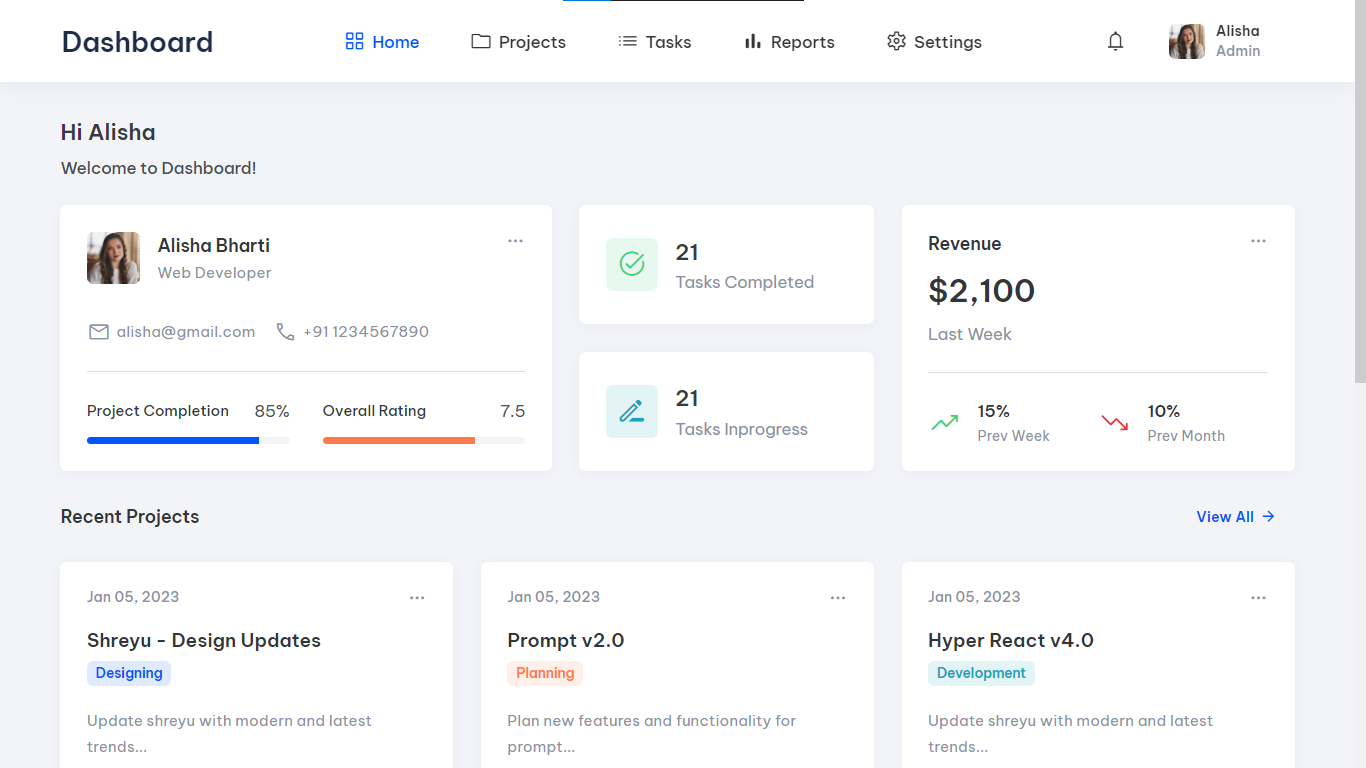 Dashboard
Home
Projects
Tasks
Reports
Settings
Alisha
Admin
Hi Alisha
Welcome to Dashboard!
Alisha Bharti
Web Developer
alisha@gmail.com
+91 1234567890
Project Completion 85%
Overall Rating 7.5
21
Tasks Completed
21
Tasks Inprogress
Revenue
$2,100
Last Week
15%
Prev Week
10%
Prev Month
Recent Projects
View All
Jan 05, 2023
Shreyu - Design Updates
Designing
Update shreyu with modern and latest
trends...
Jan 05, 2023
Prompt v2.0
Planning
Plan new features and functionality for
prompt...
Jan 05, 2023
Hyper React v4.0
Development
Update shreyu with modern and latest
trends...